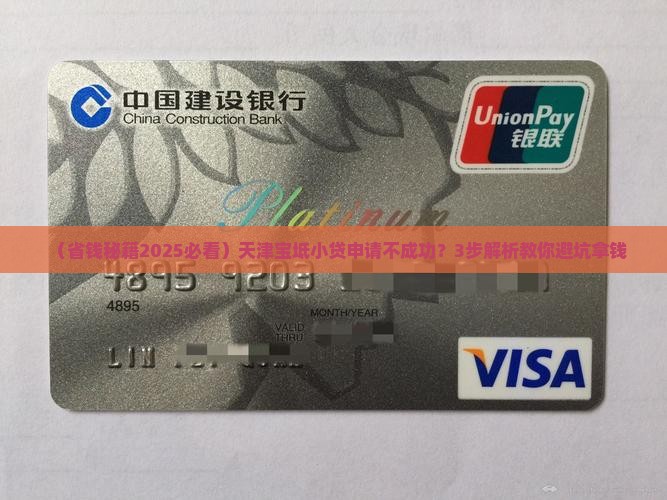 中国建设银行
China Construction Bank
UnionPay
银联
Platinum
（省钱秘籍2025必看）天津宝坻小贷申请不成功？3步解析教你避坑拿钱
4895 9203
4895
MONTH/YEAR
VALID
THRU
LIN
VISA